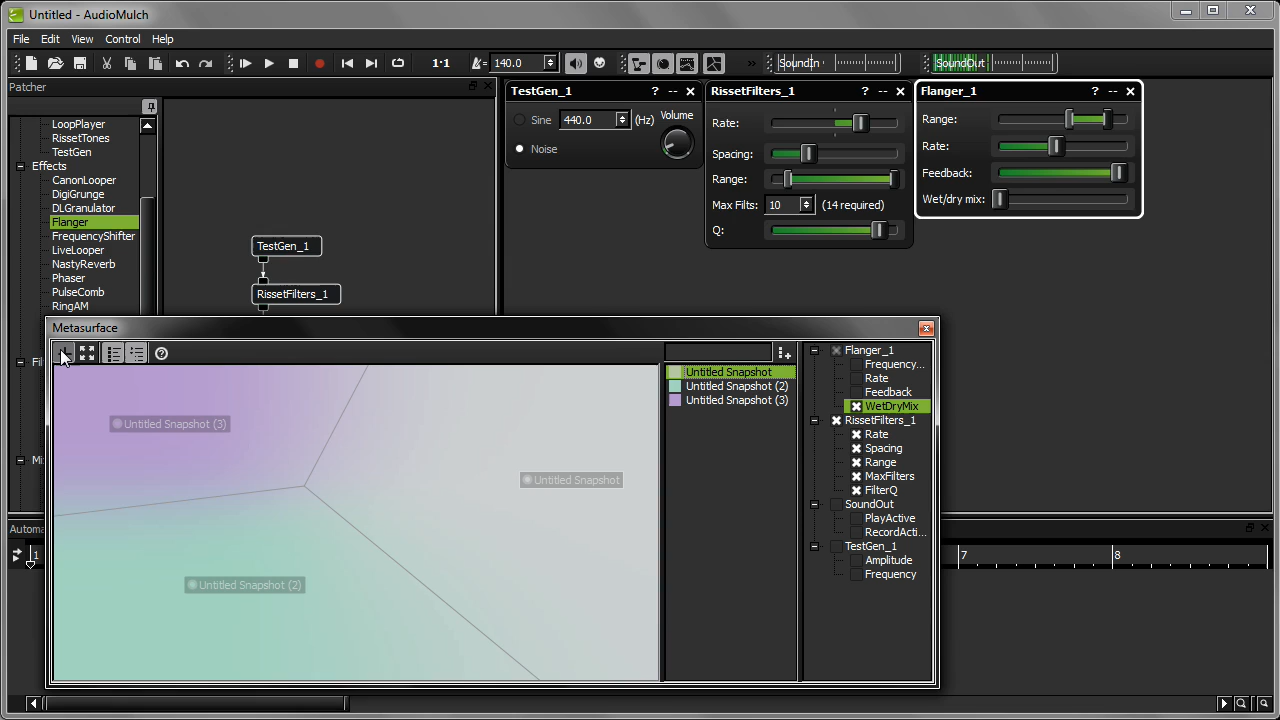 Untitled - AudioMulch
File Edit View Control Help
1:1
140.0
SoundIn
SoundOut
Patcher
LoopPlayer
RissetTones
TestGen
Effects
CanonLooper
DigiGrunge
DLGranulator
Flanger
FrequencyShifter
LiveLooper
NastyReverb
Phaser
PulseComb
RingAM
TestGen_1
RissetFilters_1
TestGen_1 ? --
Sine 440.0 (Hz) Volume
Noise
RissetFilters_1 ? --
Rate:
Spacing:
Range:
Max Filts: 10 (14 required)
Q:
Flanger_1 ? --
Range:
Rate:
Feedback:
Wet/dry mix:
Metasurface
Untitled Snapshot (3)
Untitled Snapshot
Untitled Snapshot (2)
Untitled Snapshot
Untitled Snapshot (2)
Untitled Snapshot (3)
Flanger_1
Frequency...
Rate
Feedback
WetDryMix
RissetFilters_1
Rate
Spacing
Range
MaxFilters
FilterQ
SoundOut
PlayActive
RecordActi...
TestGen_1
Amplitude
Frequency
1 7 8